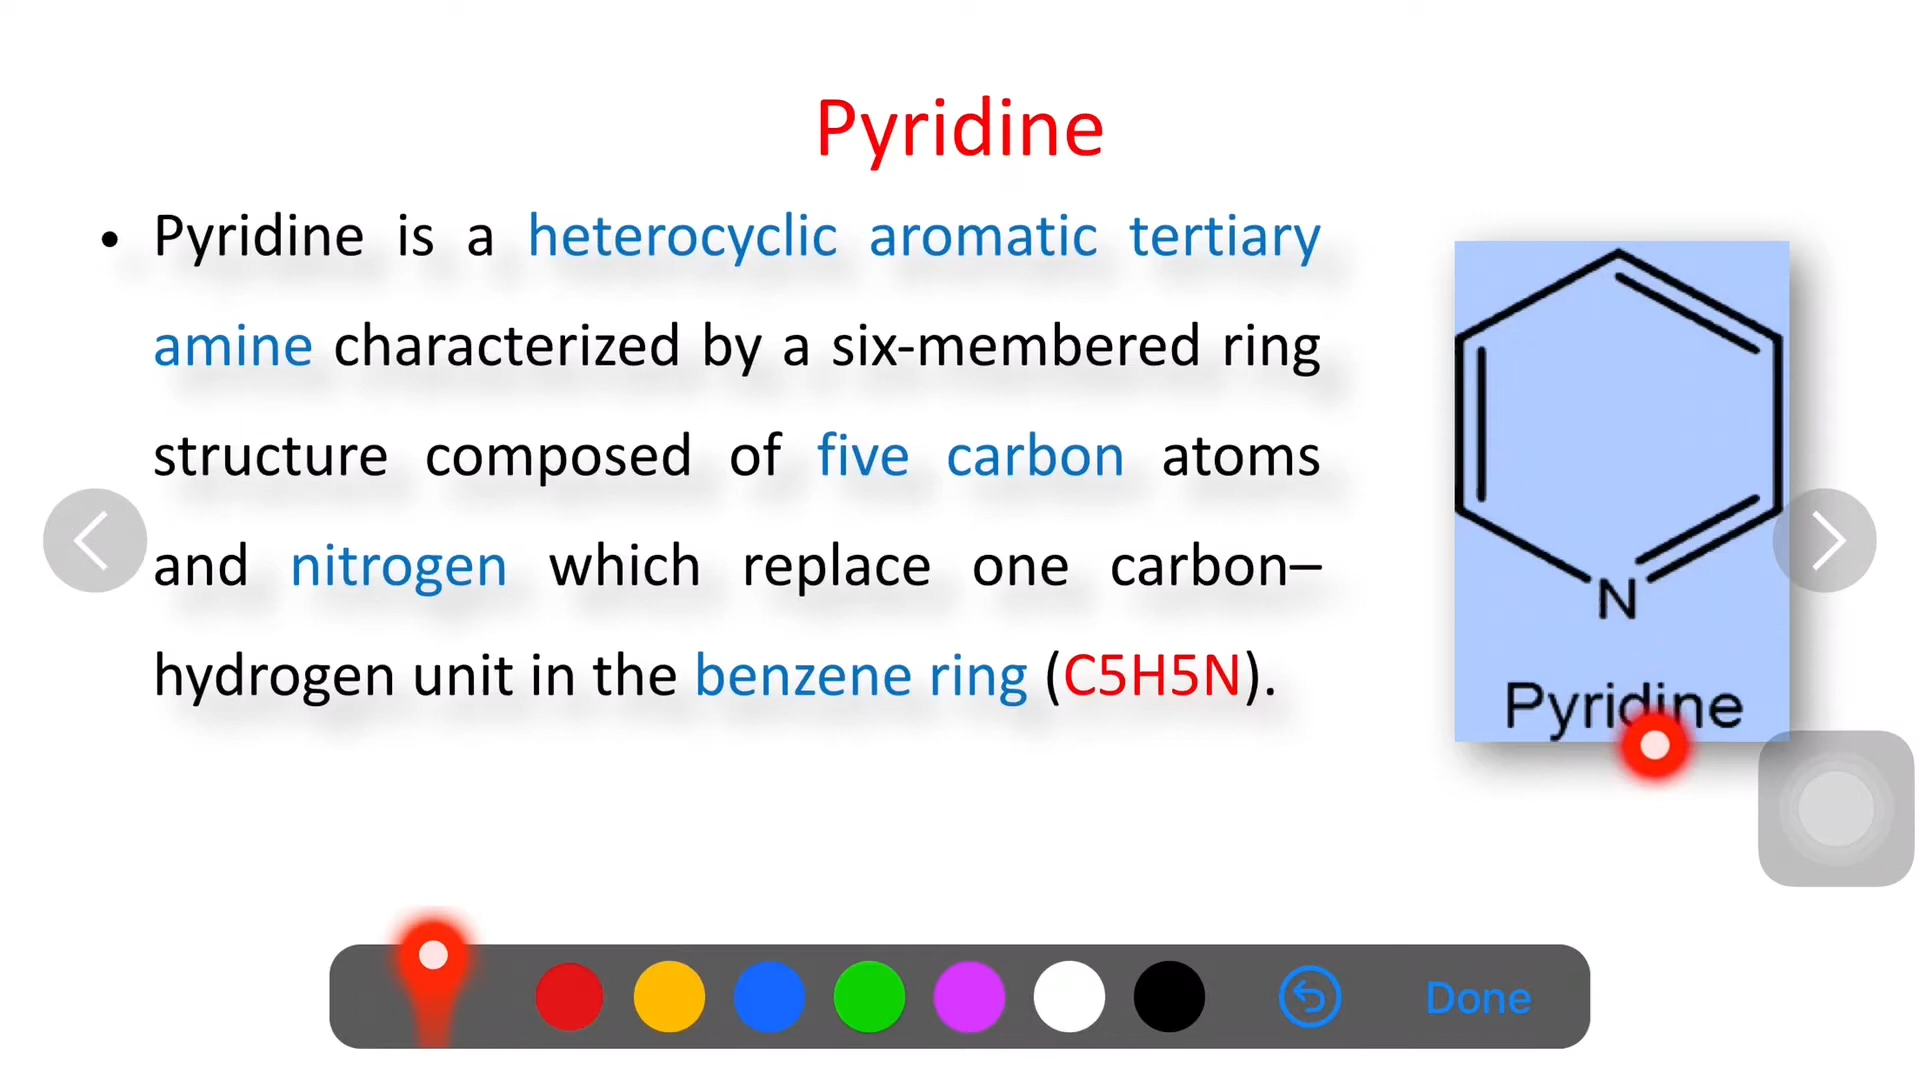 Pyridine
• Pyridine is a heterocyclic aromatic tertiary
amine characterized by a six-membered ring
structure composed of five carbon atoms
and nitrogen which replace one carbon–
hydrogen unit in the benzene ring (C5H5N).
N
Pyridine
Done